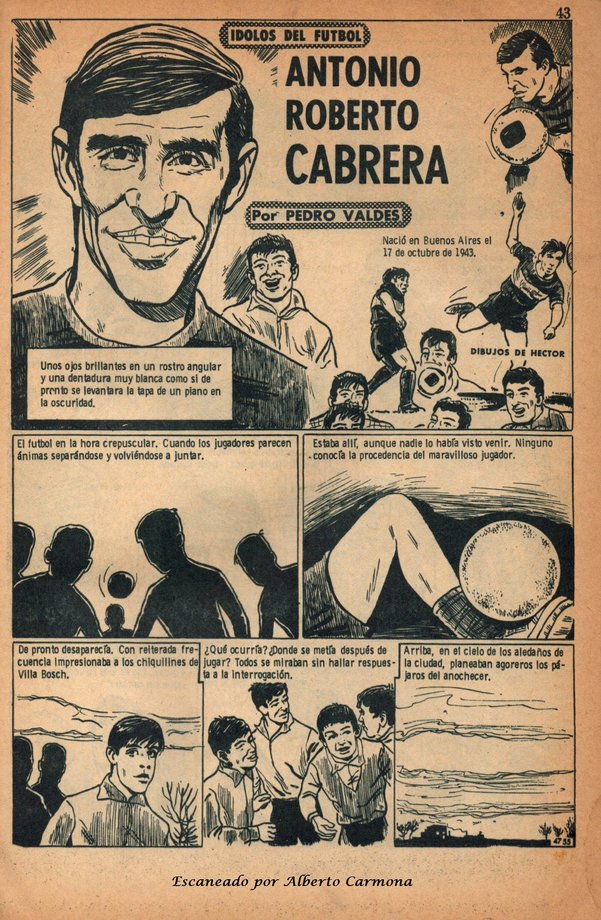 43
IDOLOS DEL FUTBOL
ANTONIO
ROBERTO
CABRERA
Por PEDRO VALDES
Nació en Buenos Aires el
17 de octubre de 1943.
DIBUJOS DE HECTOR
Unos ojos brillantes en un rostro angular
y una dentadura muy blanca como si de
pronto se levantara la tapa de un piano en
la oscuridad.
El futbol en la hora crepuscular. Cuando los jugadores parecen
ánimas separándose y volviéndose a juntar.
Estaba allí, aunque nadie lo había visto venir. Ninguno
conocía la procedencia del maravilloso jugador.
De pronto desaparecía. Con reiterada fre-
cuencia impresionaba a los chiquilines de
Villa Bosch.
¿Qué ocurría? ¿Donde se metía después de
jugar? Todos se miraban sin hallar respues-
ta a la interrogación.
Arriba, en el cielo de los aledaños de
la ciudad, planeaban agoreros los pá-
jaros del anochecer.
4755
Escaneado por Alberto Carmona